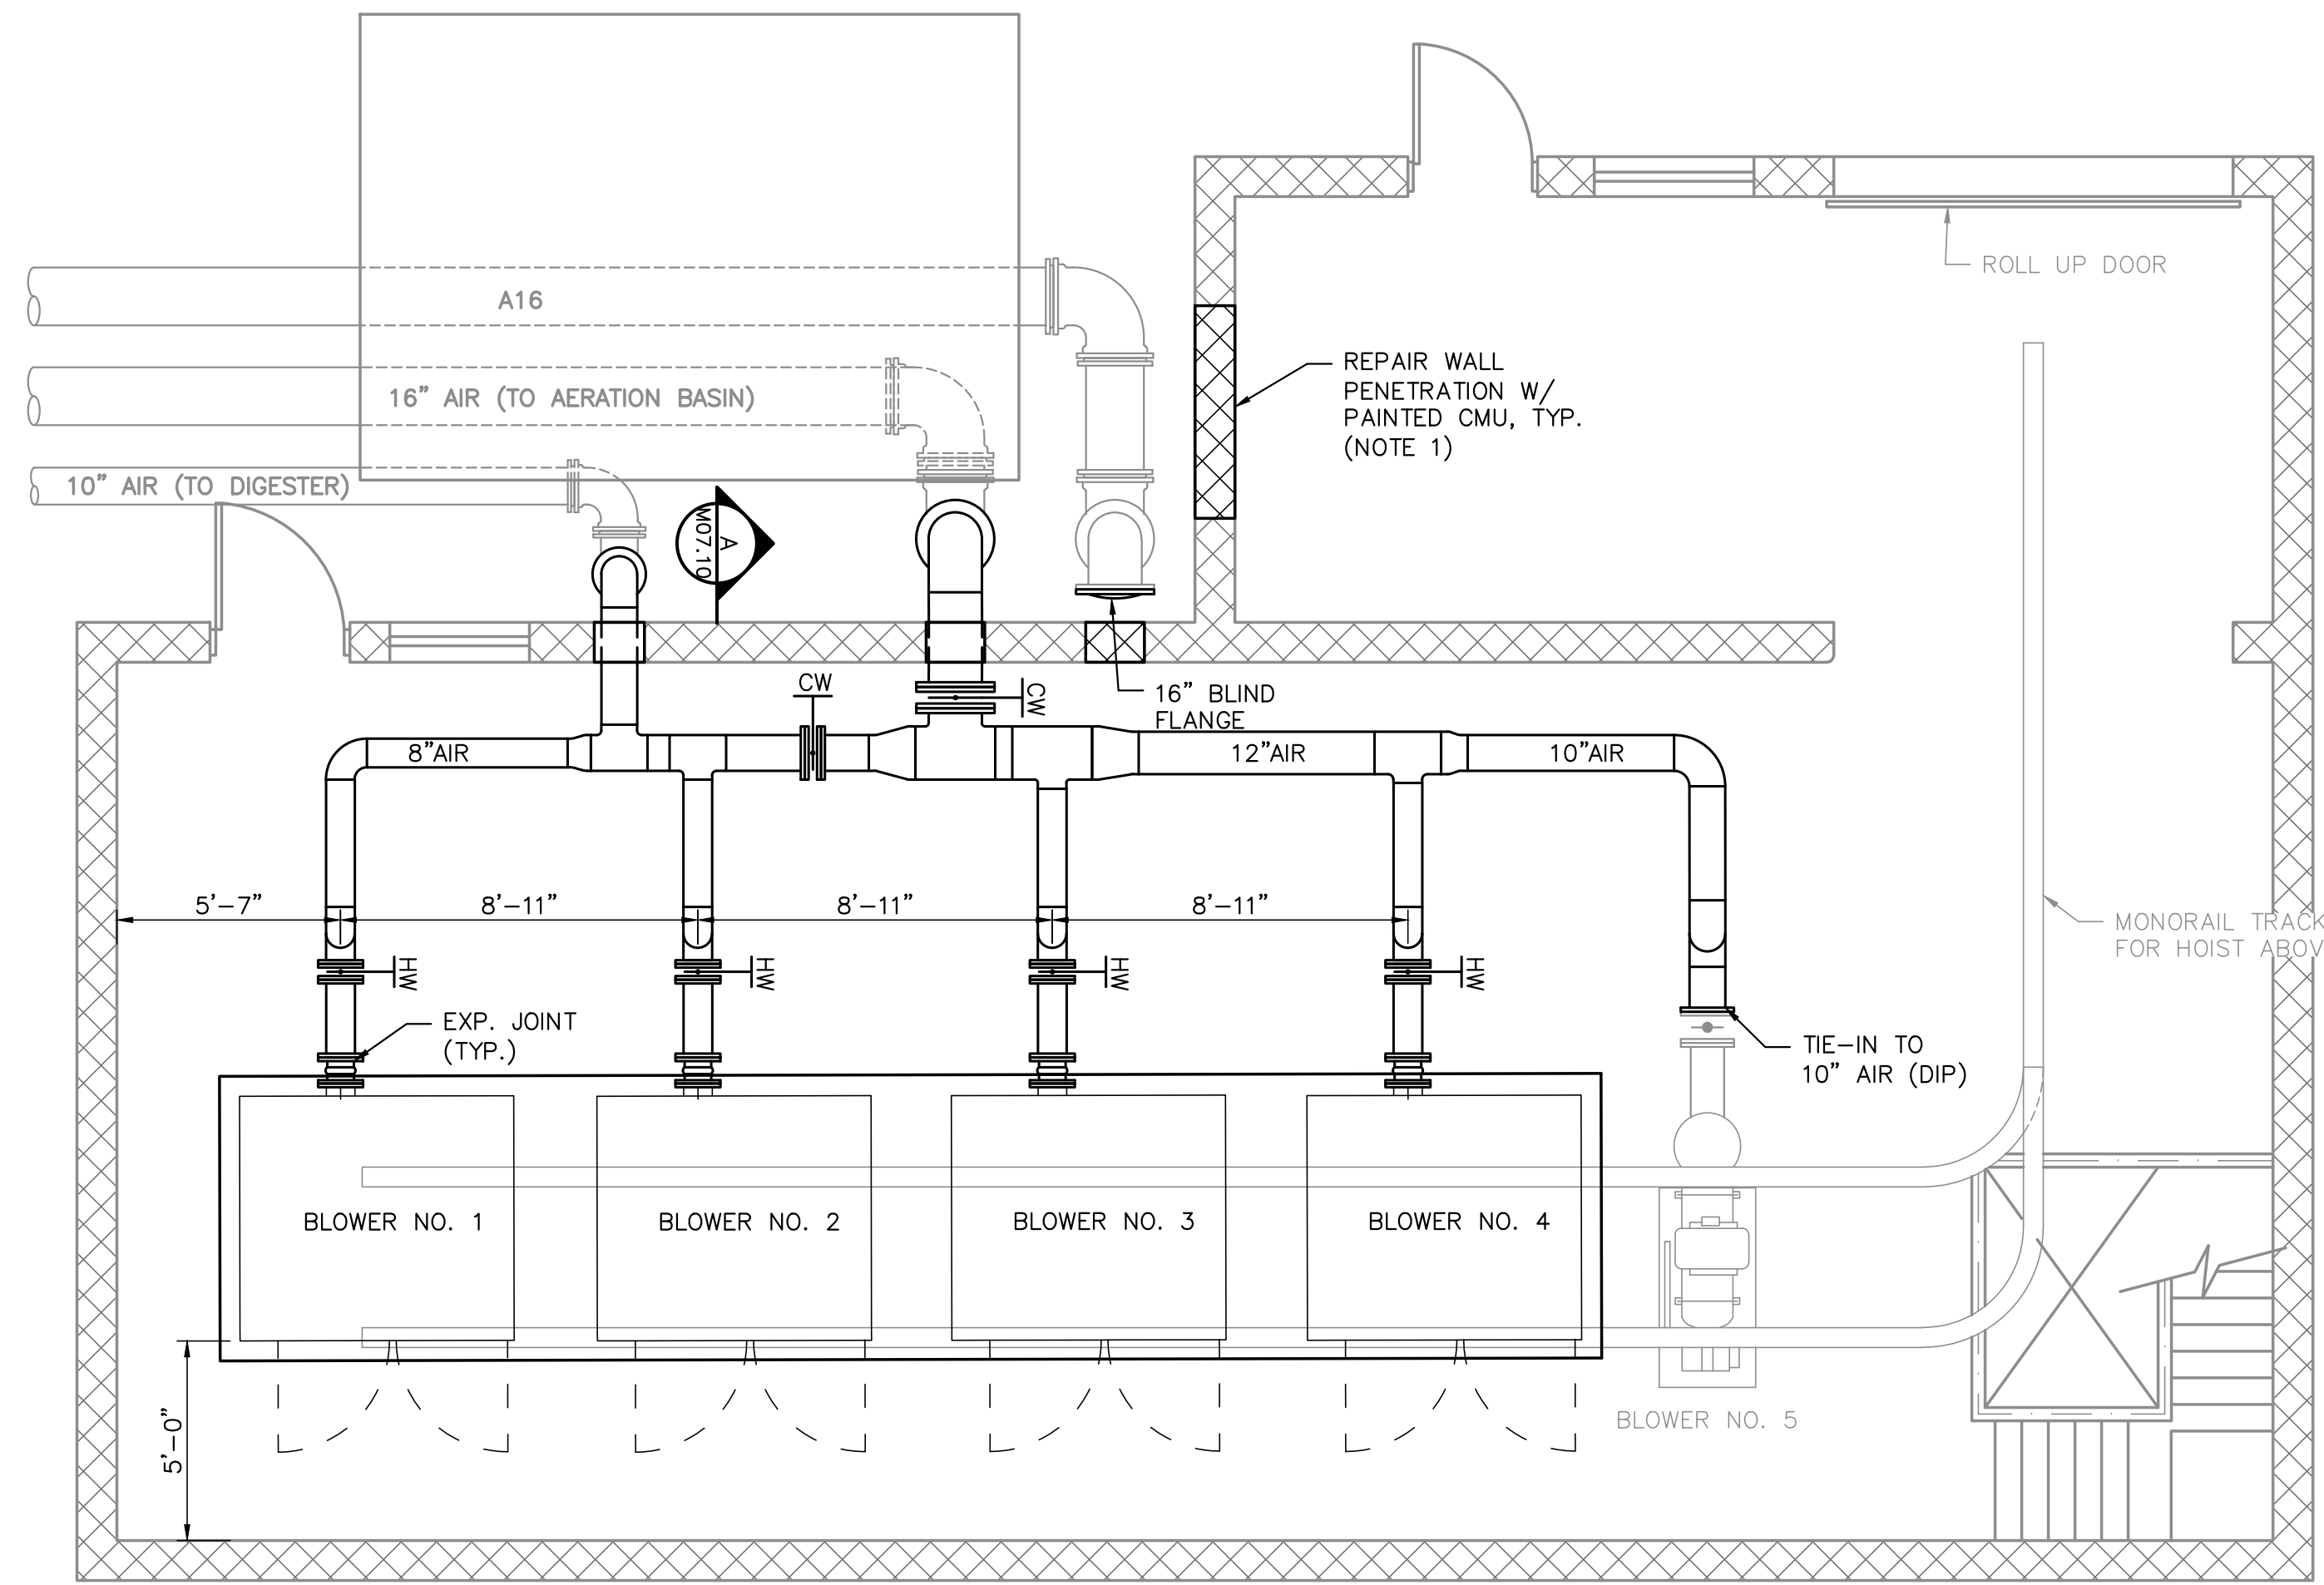 ROLL UP DOOR
A16
REPAIR WALL
PENETRATION W/
PAINTED CMU, TYP.
(NOTE 1)
16" AIR (TO AERATION BASIN)
10" AIR (TO DIGESTER)
A
M07.10
CW
CW
16" BLIND
FLANGE
8"AIR
12"AIR
10"AIR
5'-7"
8'-11"
8'-11"
8'-11"
MONORAIL TRACK
FOR HOIST ABOV
HW
HW
HW
HW
EXP. JOINT
(TYP.)
TIE-IN TO
10" AIR (DIP)
BLOWER NO. 1
BLOWER NO. 2
BLOWER NO. 3
BLOWER NO. 4
BLOWER NO. 5
5'-0"